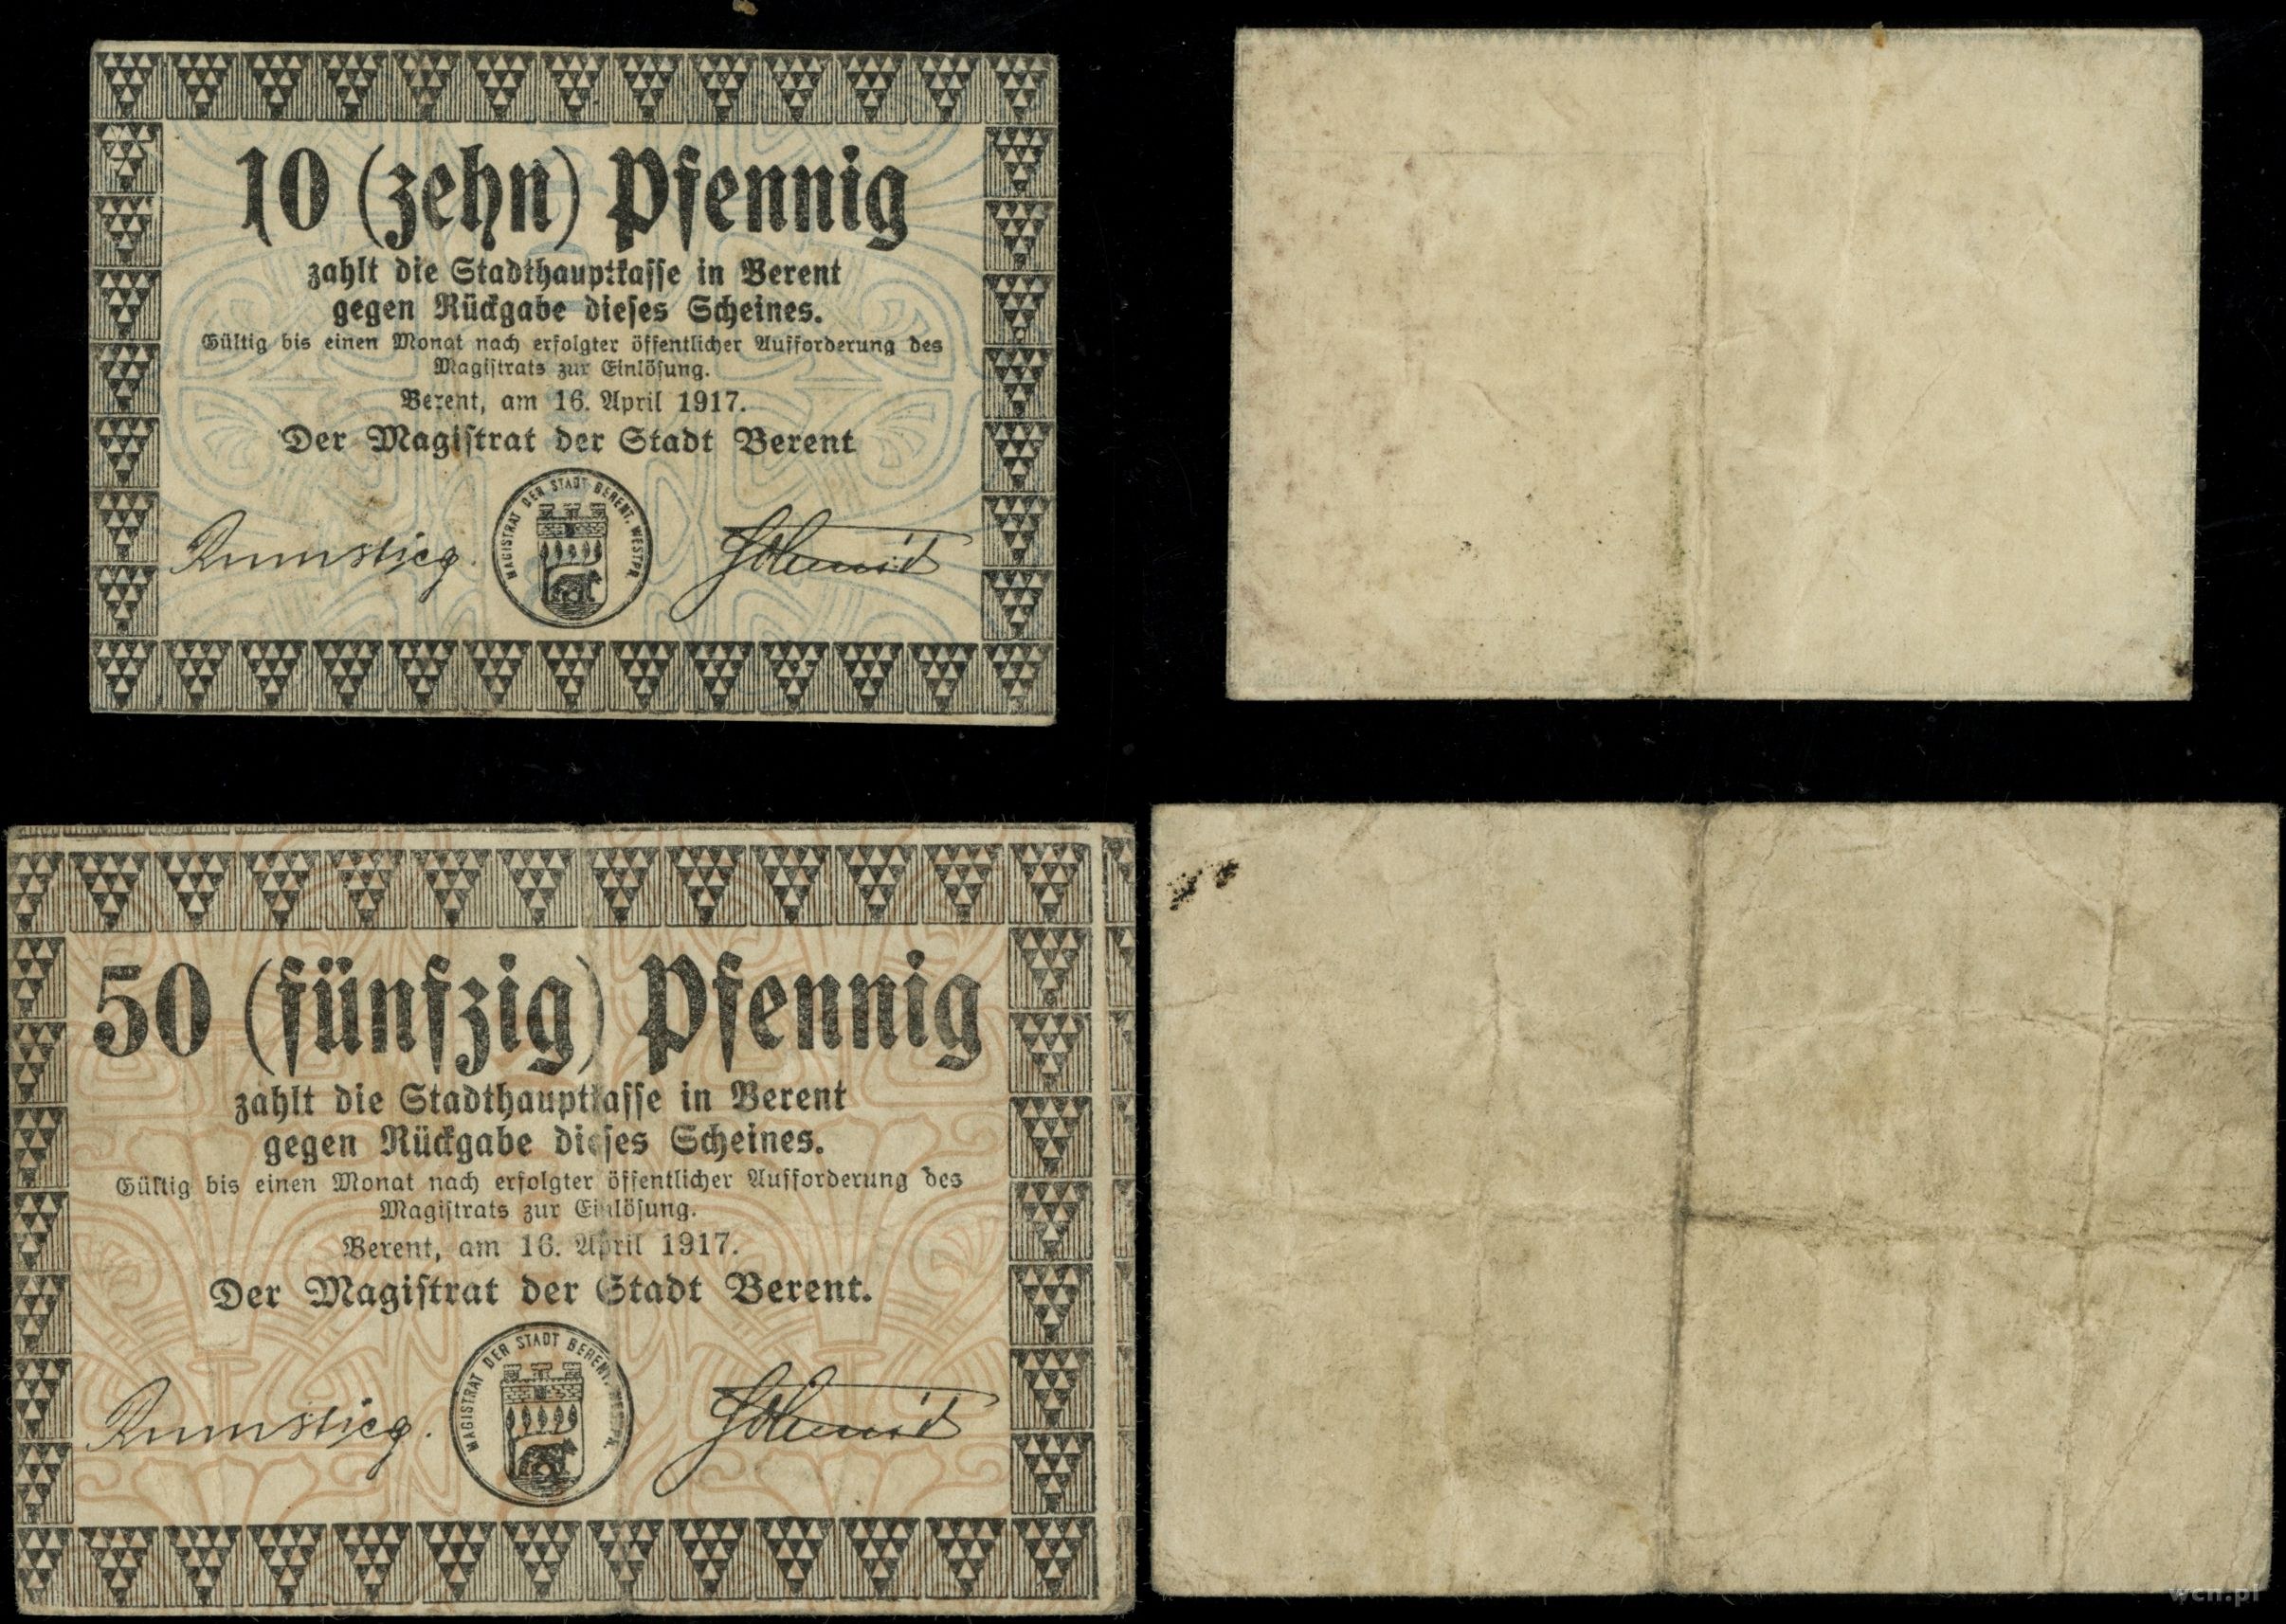 10 (zehn) Pfennig
zahlt die Stadthauptkasse in Berent
gegen Rückgabe dieses Scheines.
Gültig bis einen Monat nach erfolgter öffentlicher Aufforderung des
Magistrats zur Einlösung.
Berent, am 16. April 1917.
Der Magistrat der Stadt Berent
MAGISTRAT DER STADT BERENT, WESTPR.
Rumstieg.
Schmidt
50 (fünfzig) Pfennig
zahlt die Stadthauptkasse in Berent
gegen Rückgabe dieses Scheines.
Gültig bis einen Monat nach erfolgter öffentlicher Aufforderung des
Magistrats zur Einlösung.
Berent, am 16. April 1917.
Der Magistrat der Stadt Berent.
MAGISTRAT DER STADT BERENT, WESTPR.
Rumstieg.
Schmidt
wcn.pl